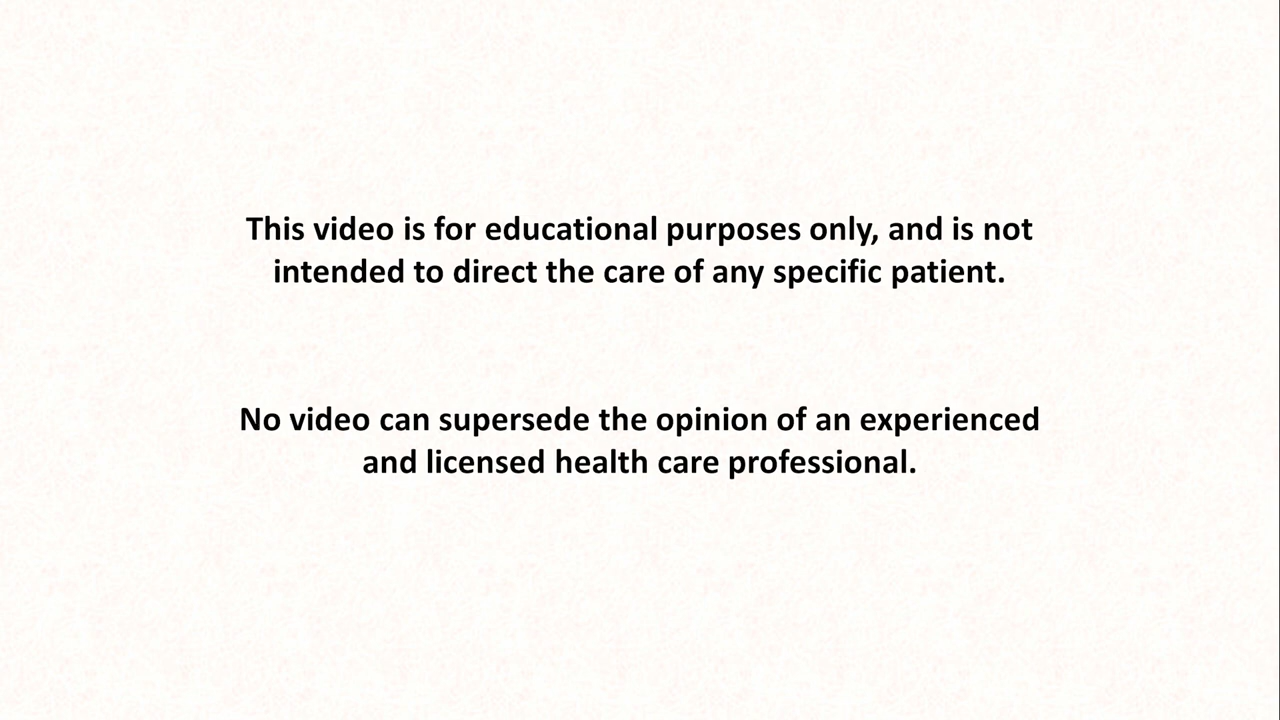 This video is for educational purposes only, and is not
intended to direct the care of any specific patient.
No video can supersede the opinion of an experienced
and licensed health care professional.